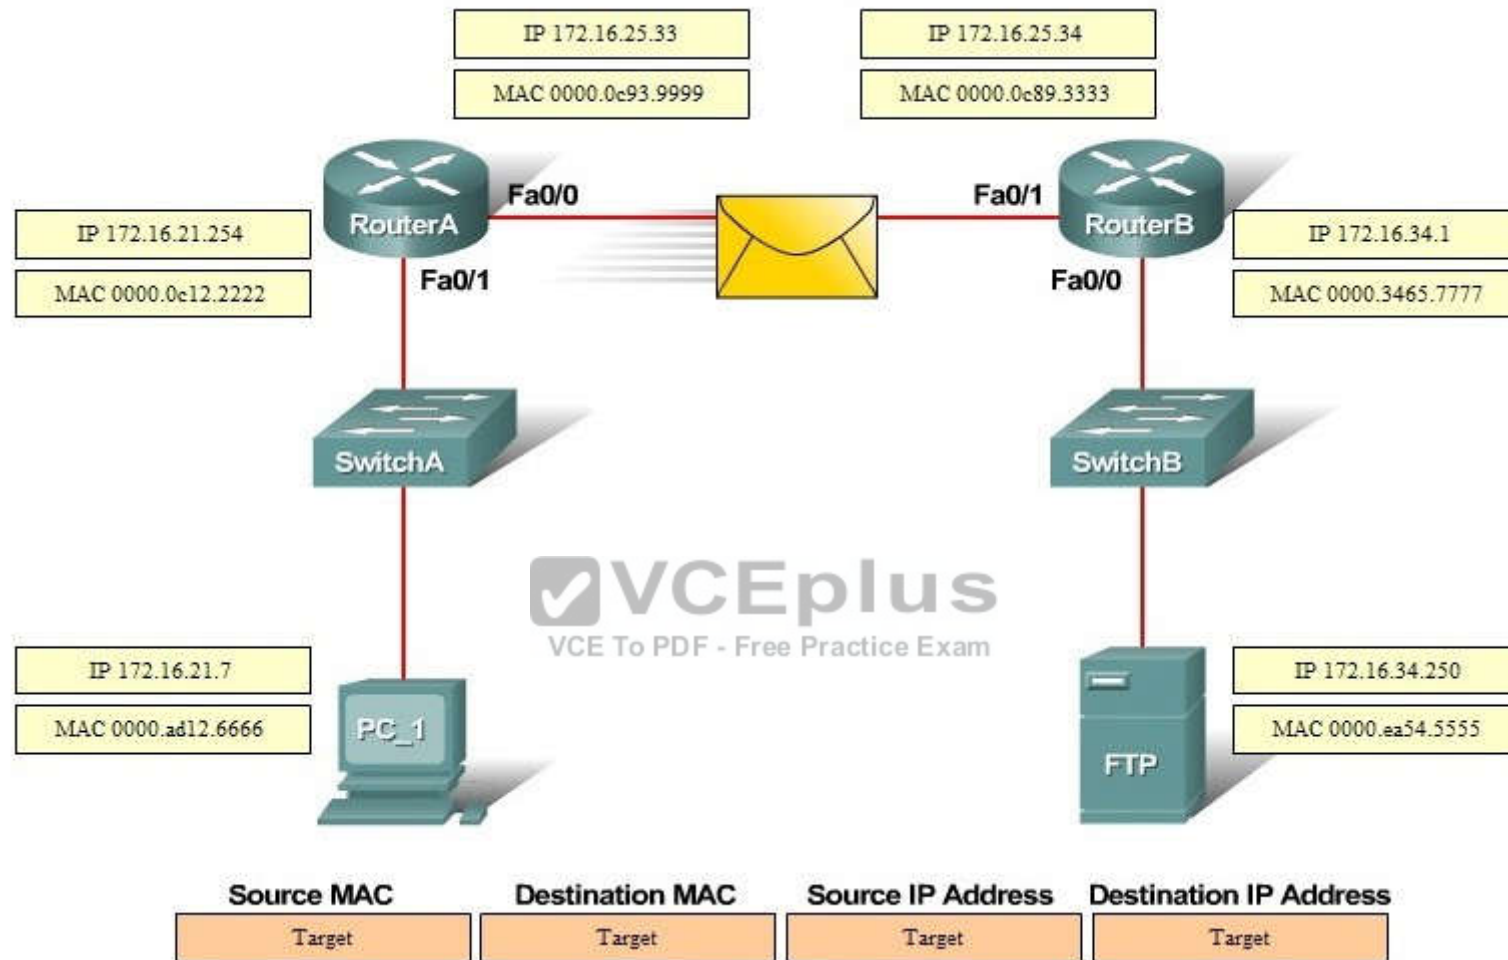 IP 172.16.25.33
IP 172.16.25.34
MAC 0000.0c93.9999
MAC 0000.0c89.3333
Fa0/0
Fa0/1
RouterA
RouterB
IP 172.16.21.254
IP 172.16.34.1
Fa0/1
Fa0/0
MAC 0000.0c12.2222
MAC 0000.3465.7777
SwitchA
SwitchB
VCEplus
VCE To PDF - Free Practice Exam
IP 172.16.21.7
IP 172.16.34.250
MAC 0000.ad12.6666
PC_1
MAC 0000.ea54.5555
FTP
Source MAC
Destination MAC
Source IP Address
Destination IP Address
Target
Target
Target
Target